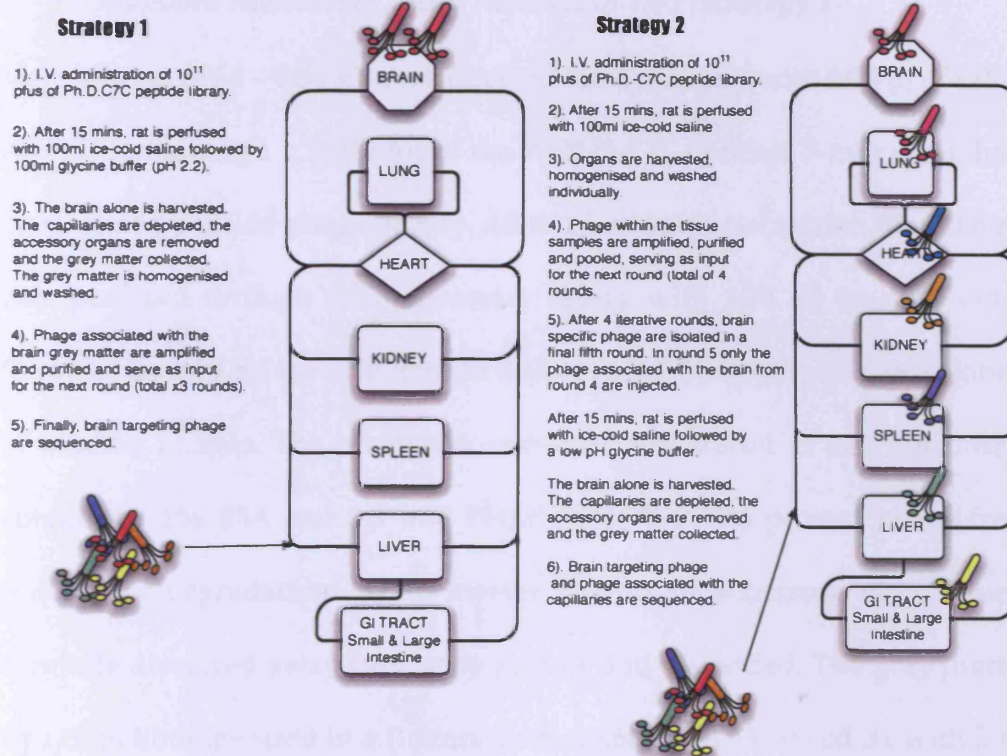 Strategy 1
1). I.V. administration of 10¹¹
pfus of Ph.D.C7C peptide library.
2). After 15 mins, rat is perfused
with 100ml ice-cold saline followed by
100ml glycine buffer (pH 2.2).
3). The brain alone is harvested.
The capillaries are depleted, the
accessory organs are removed
and the grey matter collected.
The grey matter is homogenised
and washed.
4). Phage associated with the
brain grey matter are amplified
and purified and serve as input
for the next round (total x3 rounds).
5). Finally, brain targeting phage
are sequenced.
BRAIN
LUNG
HEART
KIDNEY
SPLEEN
LIVER
GI TRACT
Small & Large
Intestine
Strategy 2
1). I.V. administration of 10¹¹
pfus of Ph.D.-C7C peptide library.
2). After 15 mins, rat is perfused
with 100ml ice-cold saline
3). Organs are harvested,
homogenised and washed
individually.
4). Phage within the tissue
samples are amplified, purified
and pooled, serving as input
for the next round (total of 4
rounds.
5). After 4 iterative rounds, brain
specific phage are isolated in a
final fifth round. In round 5 only the
phage associated with the brain from
round 4 are injected.
After 15 mins, rat is perfused
with ice-cold saline followed by
a low pH glycine buffer.
The brain alone is harvested.
The capillaries are depleted, the
accessory organs are removed
and the grey matter collected.
6). Brain targeting phage
and phage associated with the
capillaries are sequenced.
BRAIN
LUNG
HEART
KIDNEY
SPLEEN
LIVER
GI TRACT
Small & Large
Intestine